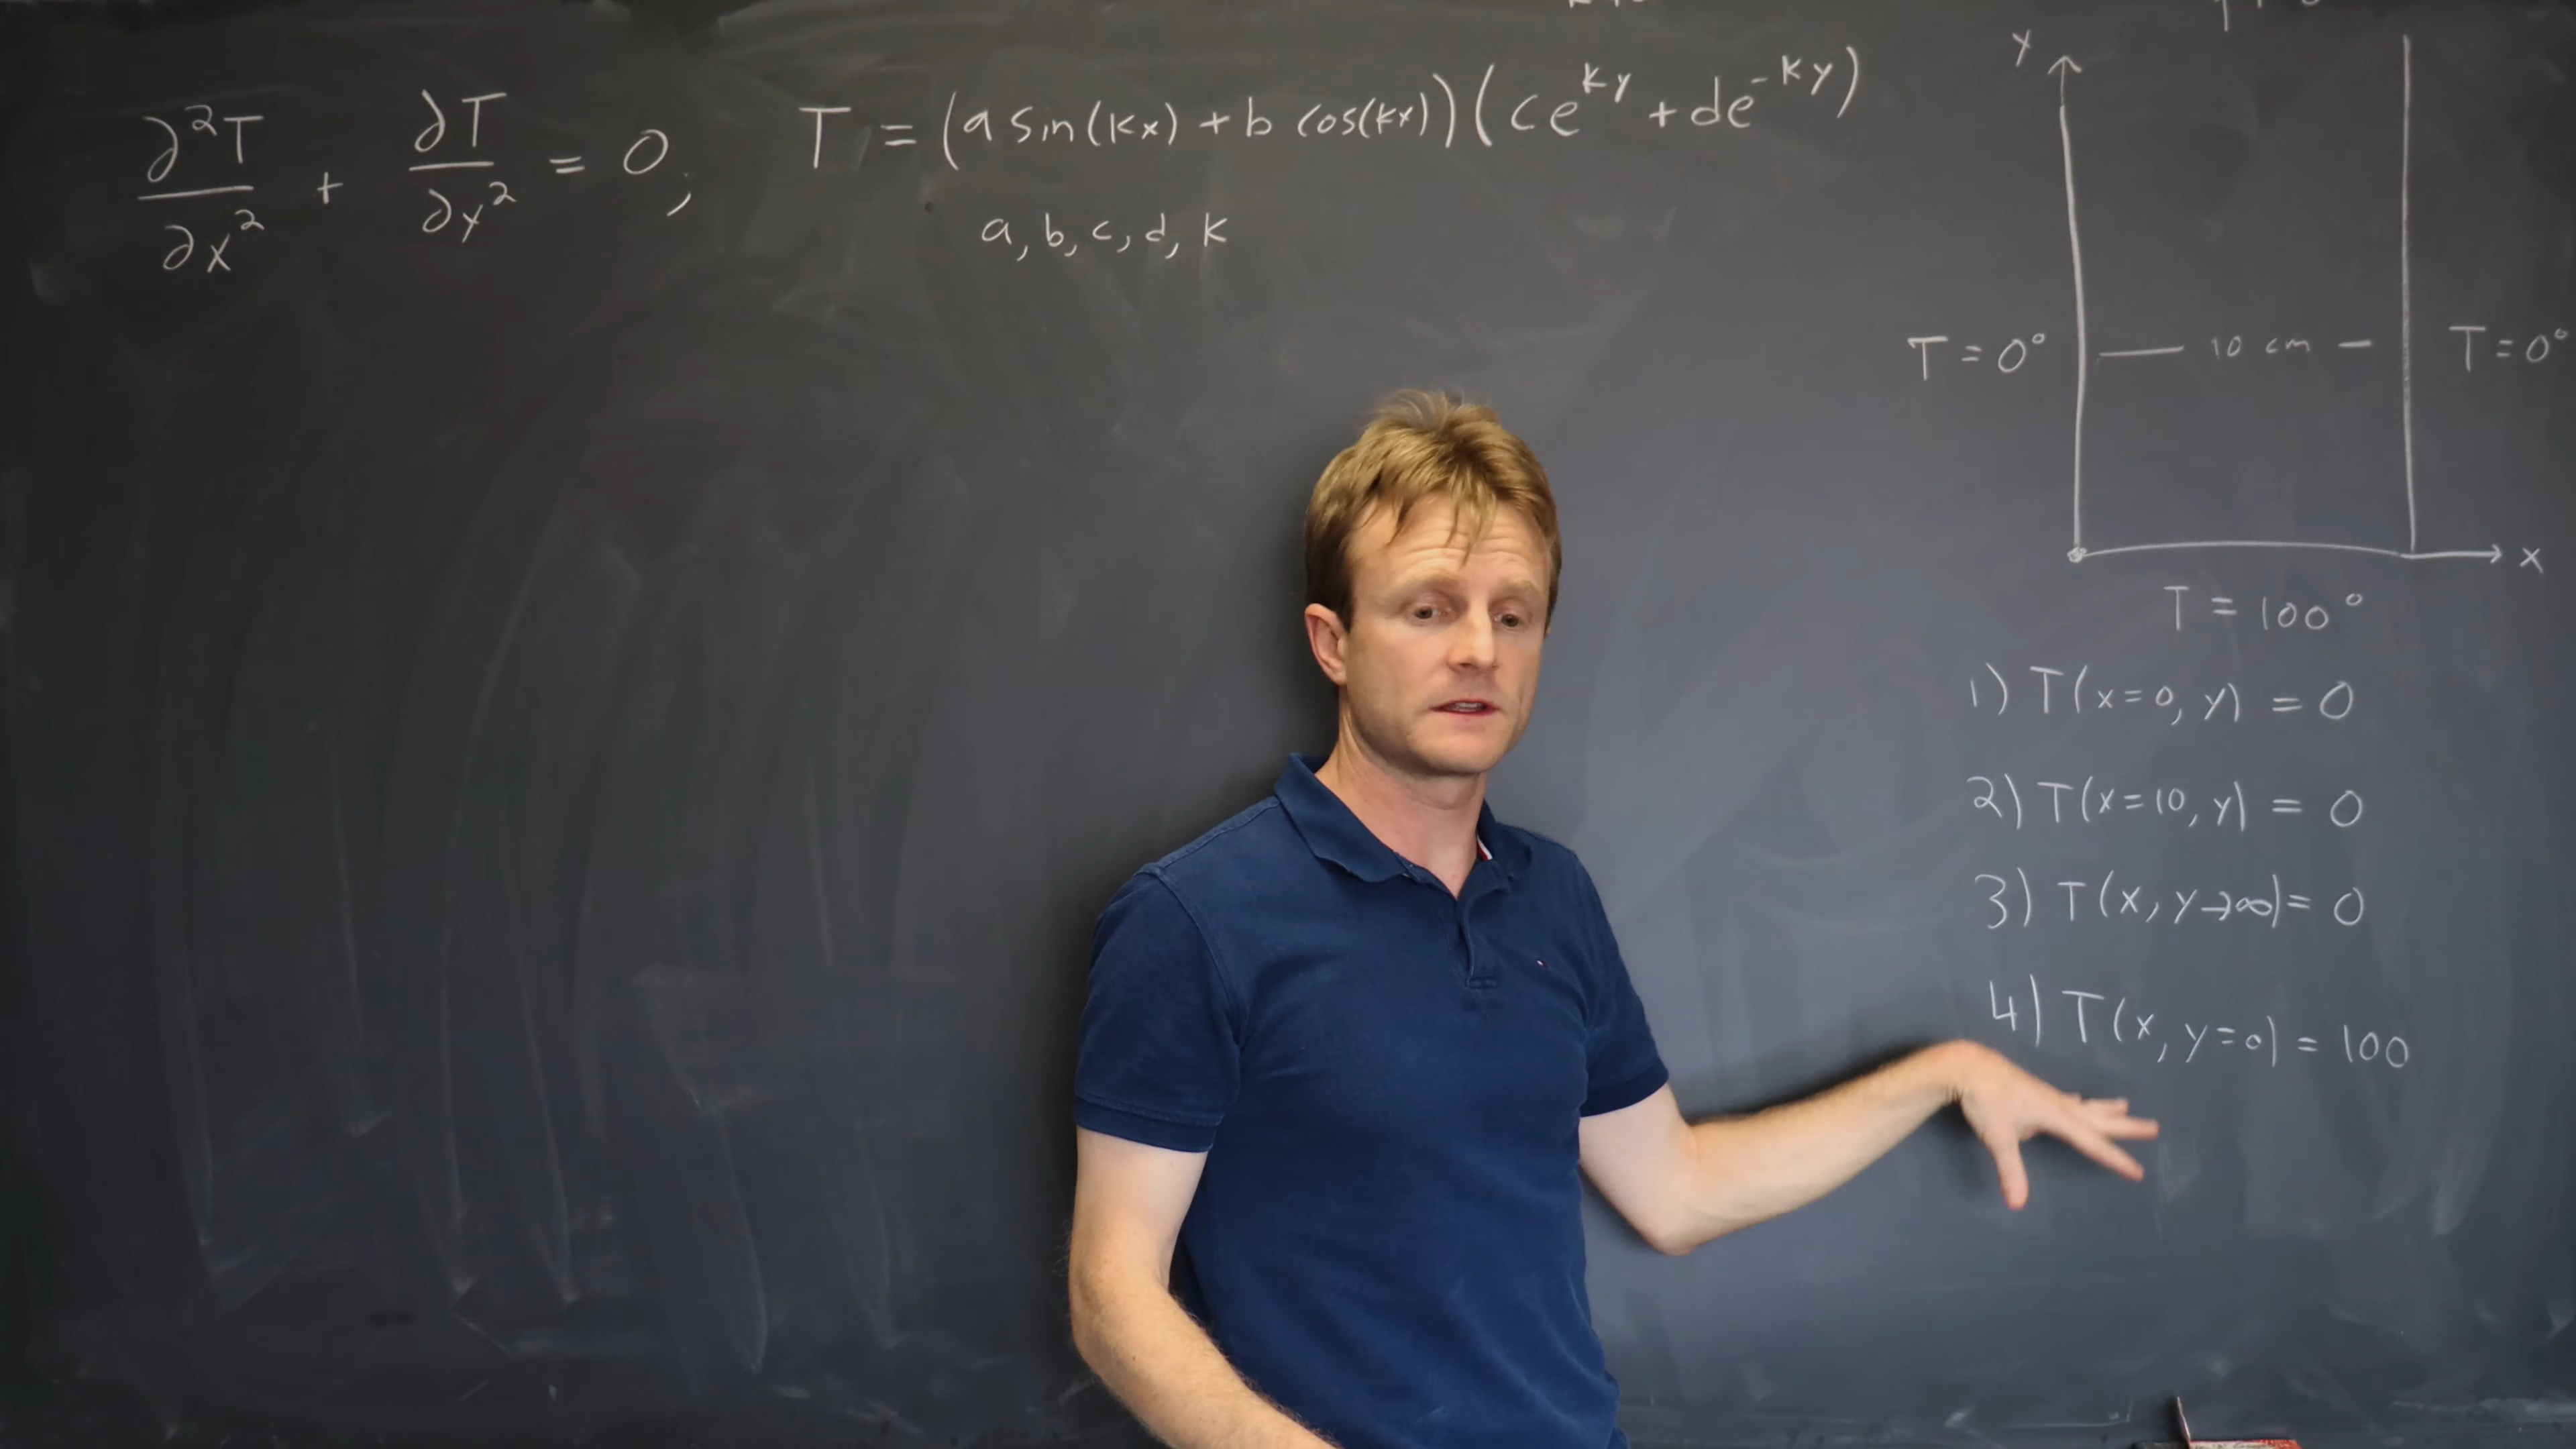 ∂²T/∂x² + ∂T/∂y² = 0, T = (a sin(kx) + b cos(kx))(ce^{ky} + de^{-ky})
a, b, c, d, k
y
T = 0° — 10 cm — T = 0°
x
T = 100°
1) T(x=0, y) = 0
2) T(x=10, y) = 0
3) T(x, y→∞) = 0
4) T(x, y=0) = 100